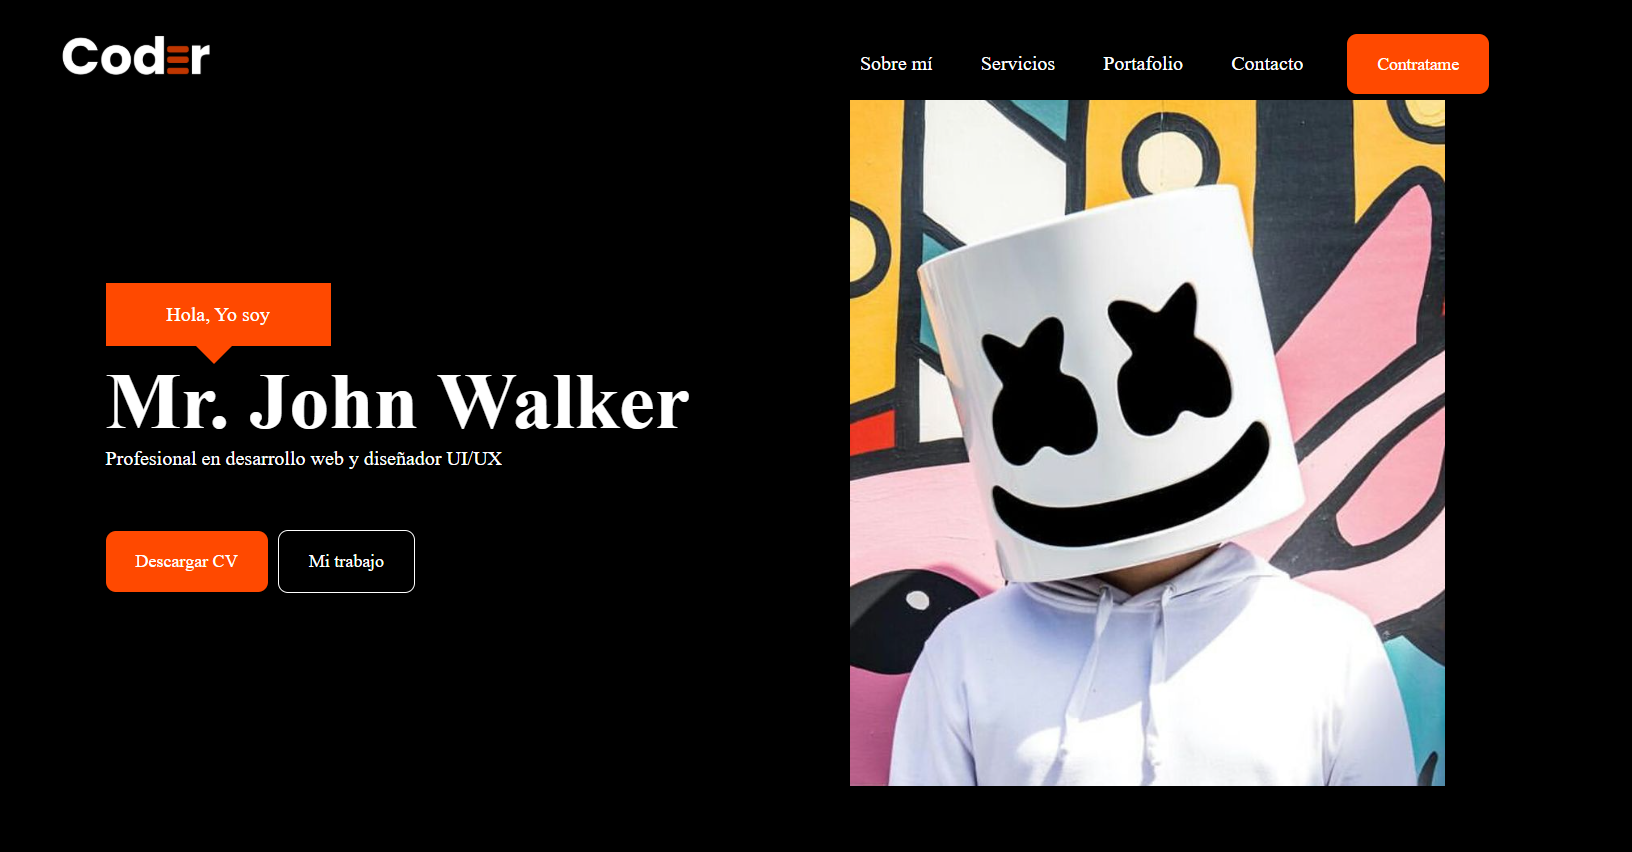 Coder
Sobre mí Servicios Portafolio Contacto Contratame
Hola, Yo soy
Mr. John Walker
Profesional en desarrollo web y diseñador UI/UX
Descargar CV Mi trabajo